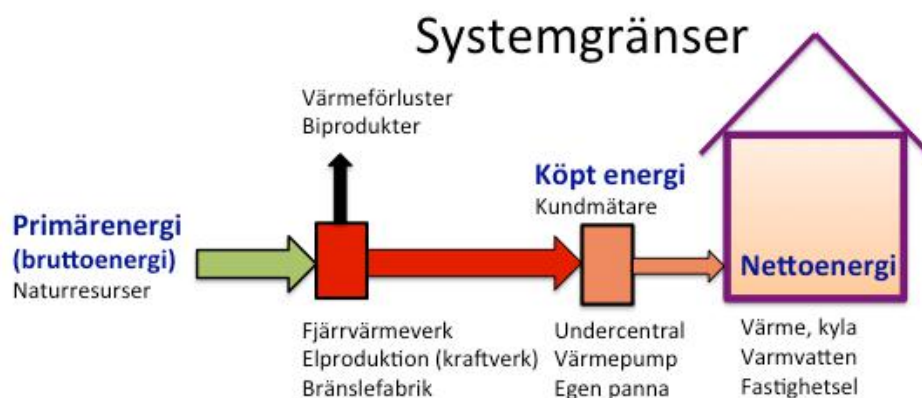 Systemgränser
Värmeförluster
Biprodukter
Primärenergi
(bruttoenergi)
Naturresurser
Fjärrvärmeverk
Elproduktion (kraftverk)
Bränslefabrik
Köpt energi
Kundmätare
Undercentral
Värmepump
Egen panna
Nettoenergi
Värme, kyla
Varmvatten
Fastighetsel